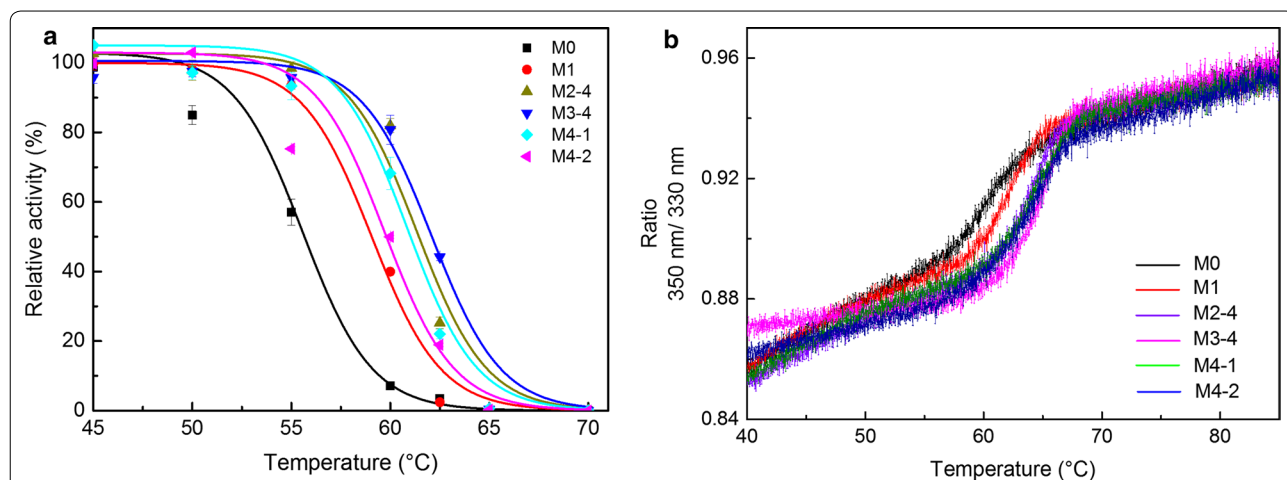 a
Relative activity (%)
100
80
60
40
20
0
45 50 55 60 65 70
Temperature (°C)
M0
M1
M2-4
M3-4
M4-1
M4-2
b
Ratio
350 nm/ 330 nm
0.96
0.92
0.88
0.84
40 50 60 70 80
Temperature (°C)
M0
M1
M2-4
M3-4
M4-1
M4-2